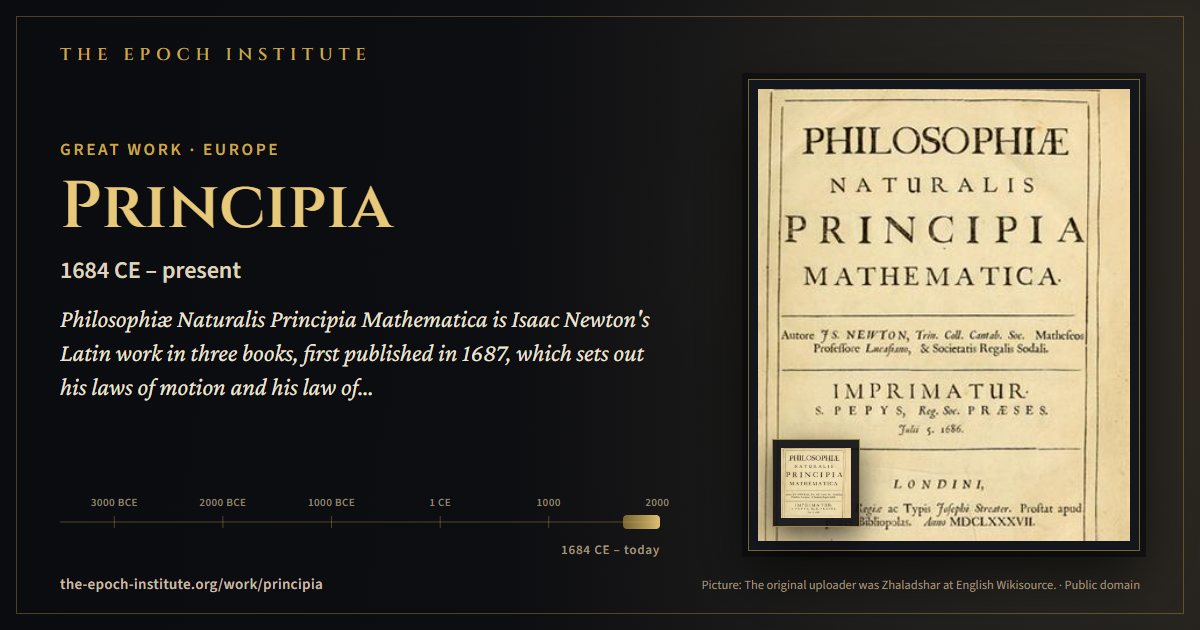 THE EPOCH INSTITUTE
GREAT WORK · EUROPE
PRINCIPIA
1684 CE – present
Philosophiæ Naturalis Principia Mathematica is Isaac Newton's
Latin work in three books, first published in 1687, which sets out
his laws of motion and his law of...
3000 BCE 2000 BCE 1000 BCE 1 CE 1000 2000
1684 CE – today
the-epoch-institute.org/work/principia
PHILOSOPHIÆ
NATURALIS
PRINCIPIA
MATHEMATICA.
Autore JS. NEWTON, Trin. Coll. Cantab. Soc. Matheseos
Professore Lucasiano, & Societatis Regalis Sodali.
IMPRIMATUR.
S. PEPYS, Reg. Soc. PRÆSES.
Julii 5. 1686.
LONDINI,
Regiæ ac Typis Josephi Streater. Prostat apud
Bibliopolas. Anno MDCLXXXVII.
PHILOSOPHIÆ
NATURALIS
PRINCIPIA
MATHEMATICA
IMPRIMATUR.
Picture: The original uploader was Zhaladshar at English Wikisource. · Public domain